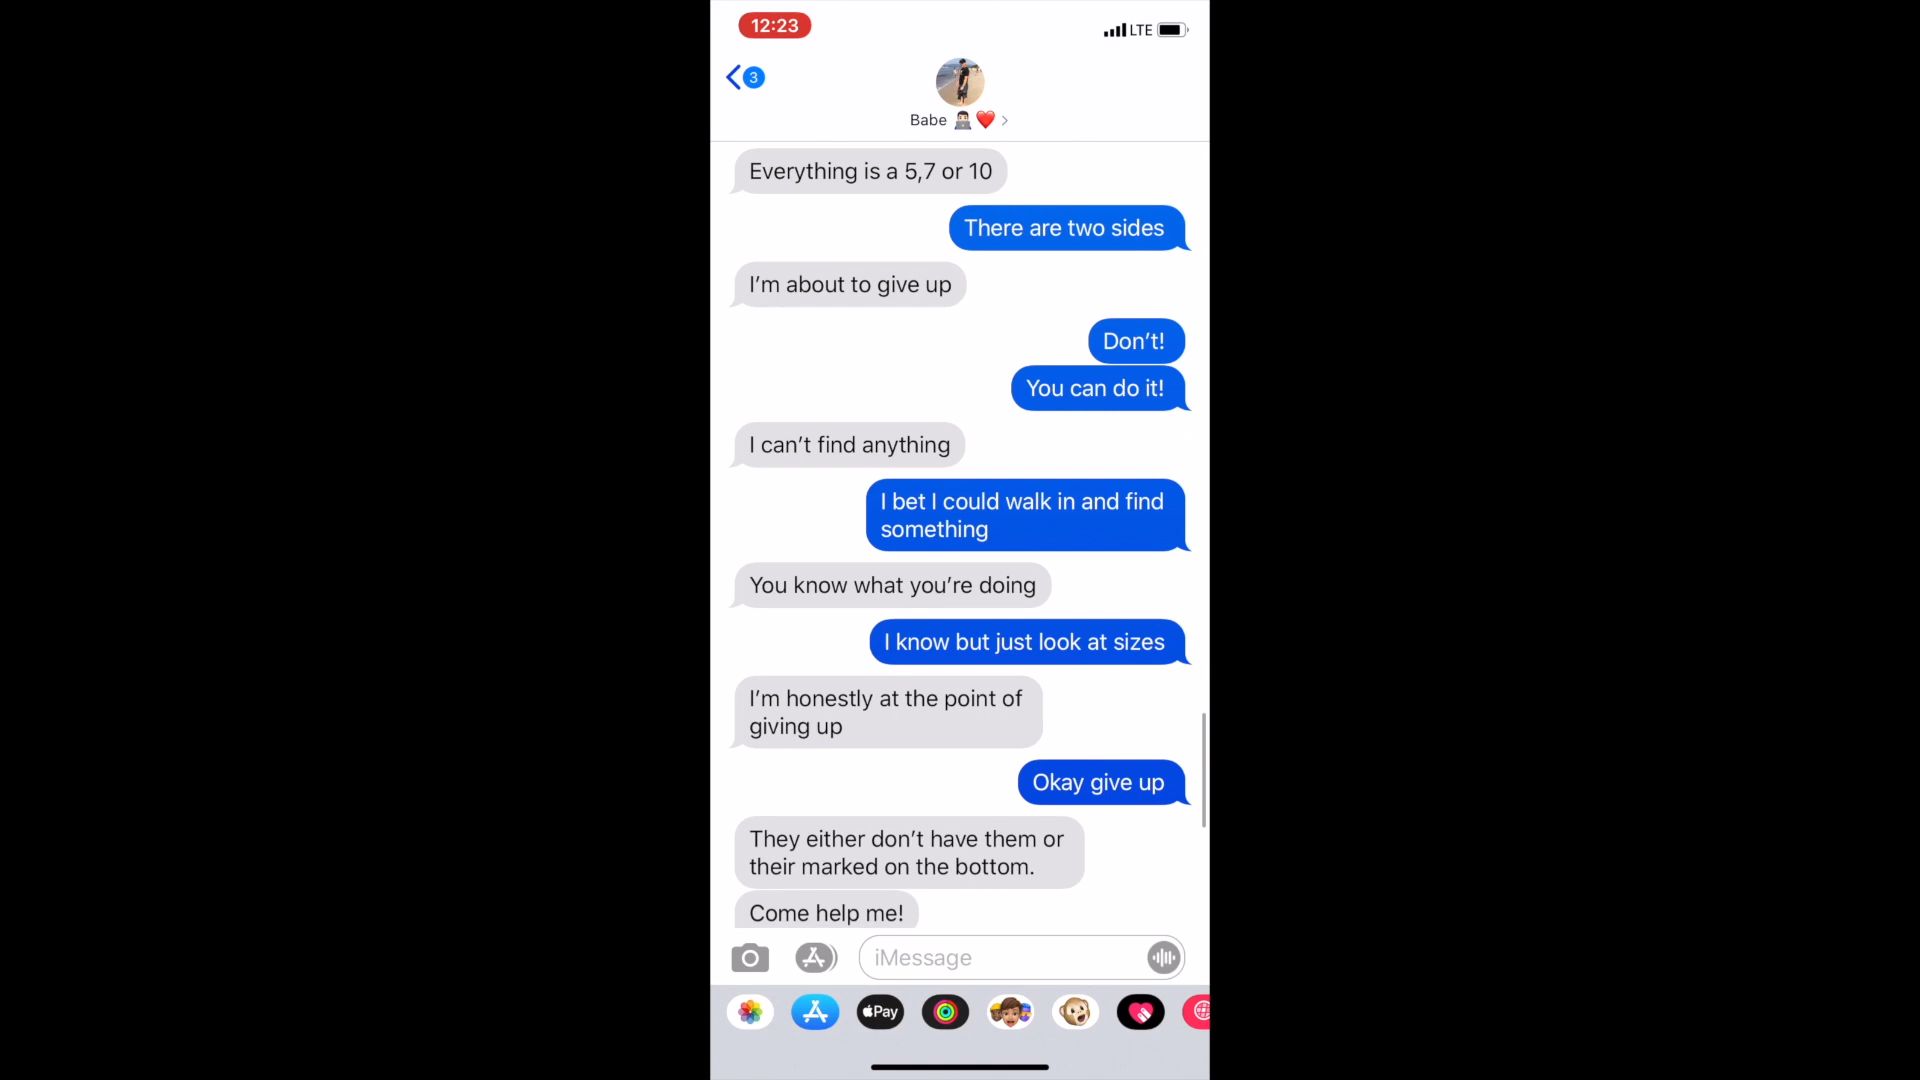 12:23
LTE
3
Babe 👨🏻‍💻❤️
Everything is a 5,7 or 10
There are two sides
I'm about to give up
Don't!
You can do it!
I can't find anything
I bet I could walk in and find
something
You know what you're doing
I know but just look at sizes
I'm honestly at the point of
giving up
Okay give up
They either don't have them or
their marked on the bottom.
Come help me!
iMessage
Pay